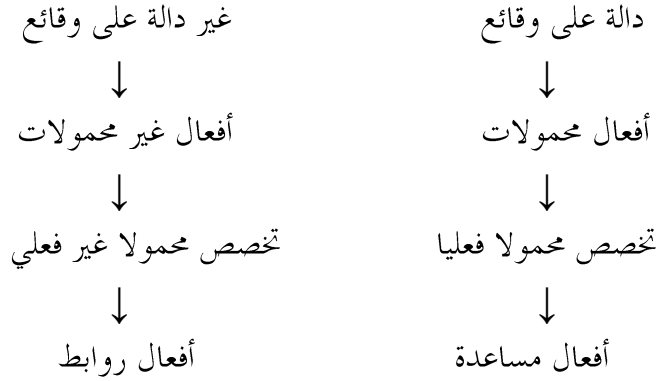 دالة على وقائع
غير دالة على وقائع
↓
↓
أفعال محمولات
أفعال غير محمولات
↓
↓
تخصص محمولا فعليا
تخصص محمولا غير فعلي
↓
↓
أفعال مساعدة
أفعال روابط